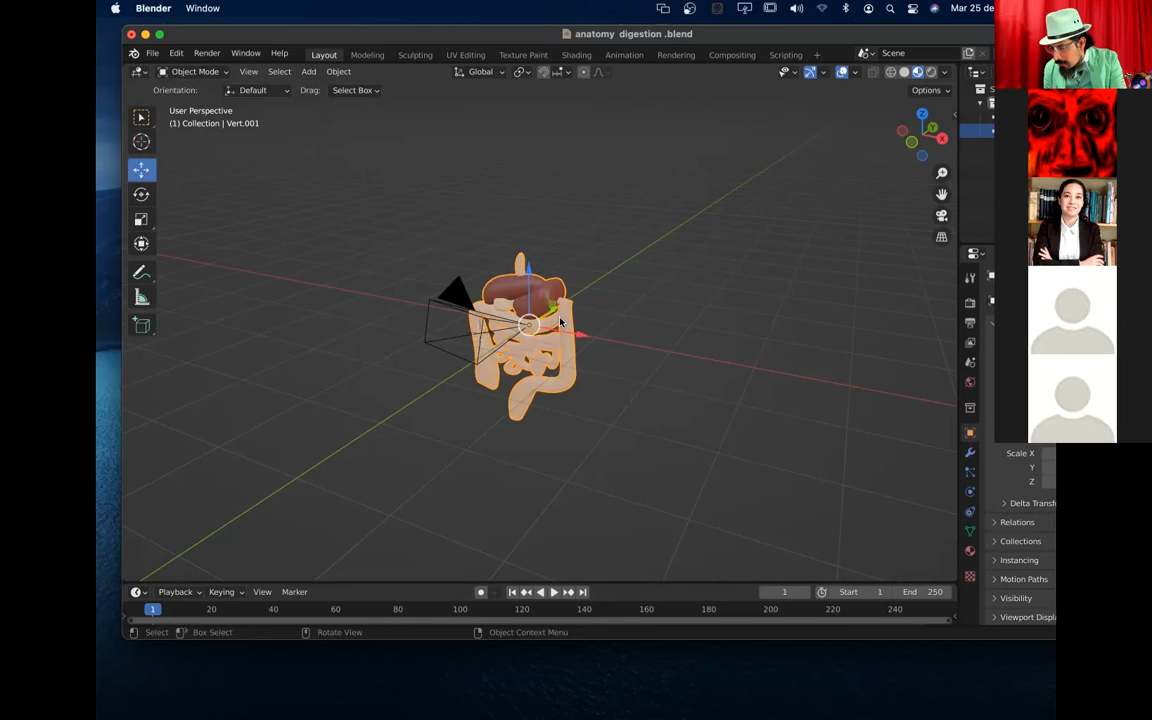 Blender Window Mar 25 de
anatomy digestion .blend
File Edit Render Window Help Layout Modeling Sculpting UV Editing Texture Paint Shading Animation Rendering Compositing Scripting + Scene
Object Mode View Select Add Object Global
Orientation: Default Drag: Select Box Options
User Perspective
(1) Collection | Vert.001
Z
Y
X
S
Scale X
Y
Z
Delta Transfo
Relations
Collections
Instancing
Motion Paths
Visibility
Viewport Displa
Playback Keying View Marker 1 Start 1 End 250
1 20 40 60 80 100 120 140 160 180 200 220 240
Select Box Select Rotate View Object Context Menu